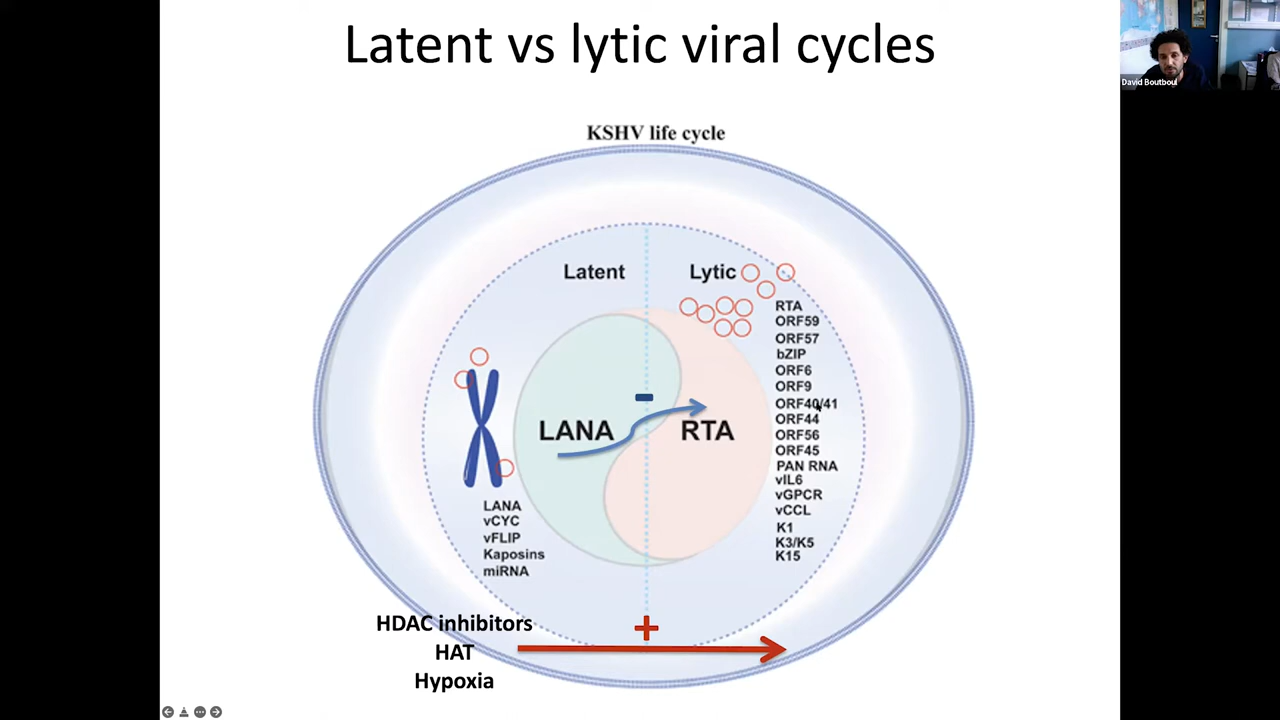 Latent vs lytic viral cycles
David Boutboul
KSHV life cycle
Latent
Lytic
RTA
ORF59
ORF57
bZIP
ORF6
ORF9
ORF40/41
ORF44
ORF56
ORF45
PAN RNA
vIL6
vGPCR
vCCL
K1
K3/K5
K15
-
LANA
RTA
LANA
vCYC
vFLIP
Kaposins
miRNA
HDAC inhibitors
HAT
Hypoxia
+